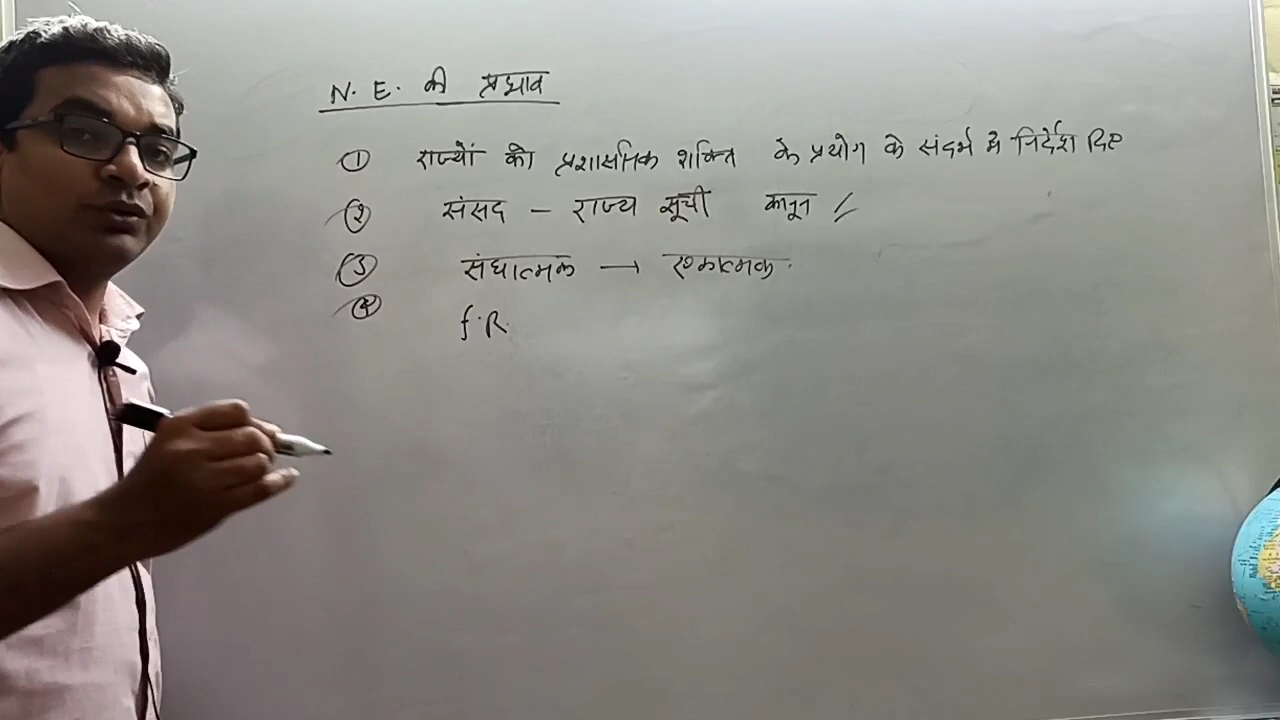 N. E. की प्रभाव
① राज्यों को प्रशासनिक शक्ति के प्रयोग के संदर्भ में निर्देश दिए
② संसद – राज्य सूची कानून //
③ संघात्मक → एकात्मक.
④ f.R.